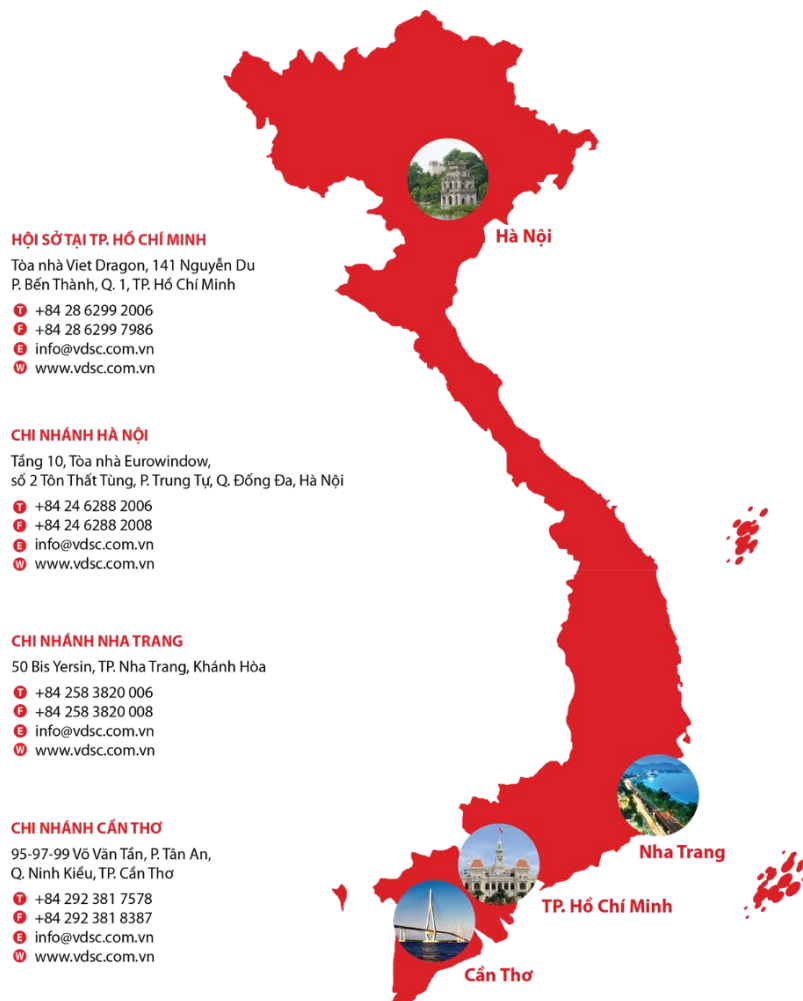 HỘI SỞ TẠI TP. HỒ CHÍ MINH
Tòa nhà Viet Dragon, 141 Nguyễn Du
P. Bến Thành, Q. 1, TP. Hồ Chí Minh
T +84 28 6299 2006
F +84 28 6299 7986
E info@vdsc.com.vn
W www.vdsc.com.vn
CHI NHÁNH HÀ NỘI
Tầng 10, Tòa nhà Eurowindow,
số 2 Tôn Thất Tùng, P. Trung Tự, Q. Đống Đa, Hà Nội
T +84 24 6288 2006
F +84 24 6288 2008
E info@vdsc.com.vn
W www.vdsc.com.vn
CHI NHÁNH NHA TRANG
50 Bis Yersin, TP. Nha Trang, Khánh Hòa
T +84 258 3820 006
F +84 258 3820 008
E info@vdsc.com.vn
W www.vdsc.com.vn
CHI NHÁNH CẦN THƠ
95-97-99 Võ Văn Tần, P. Tân An,
Q. Ninh Kiều, TP. Cần Thơ
T +84 292 381 7578
F +84 292 381 8387
E info@vdsc.com.vn
W www.vdsc.com.vn
Hà Nội
Nha Trang
TP. Hồ Chí Minh
Cần Thơ